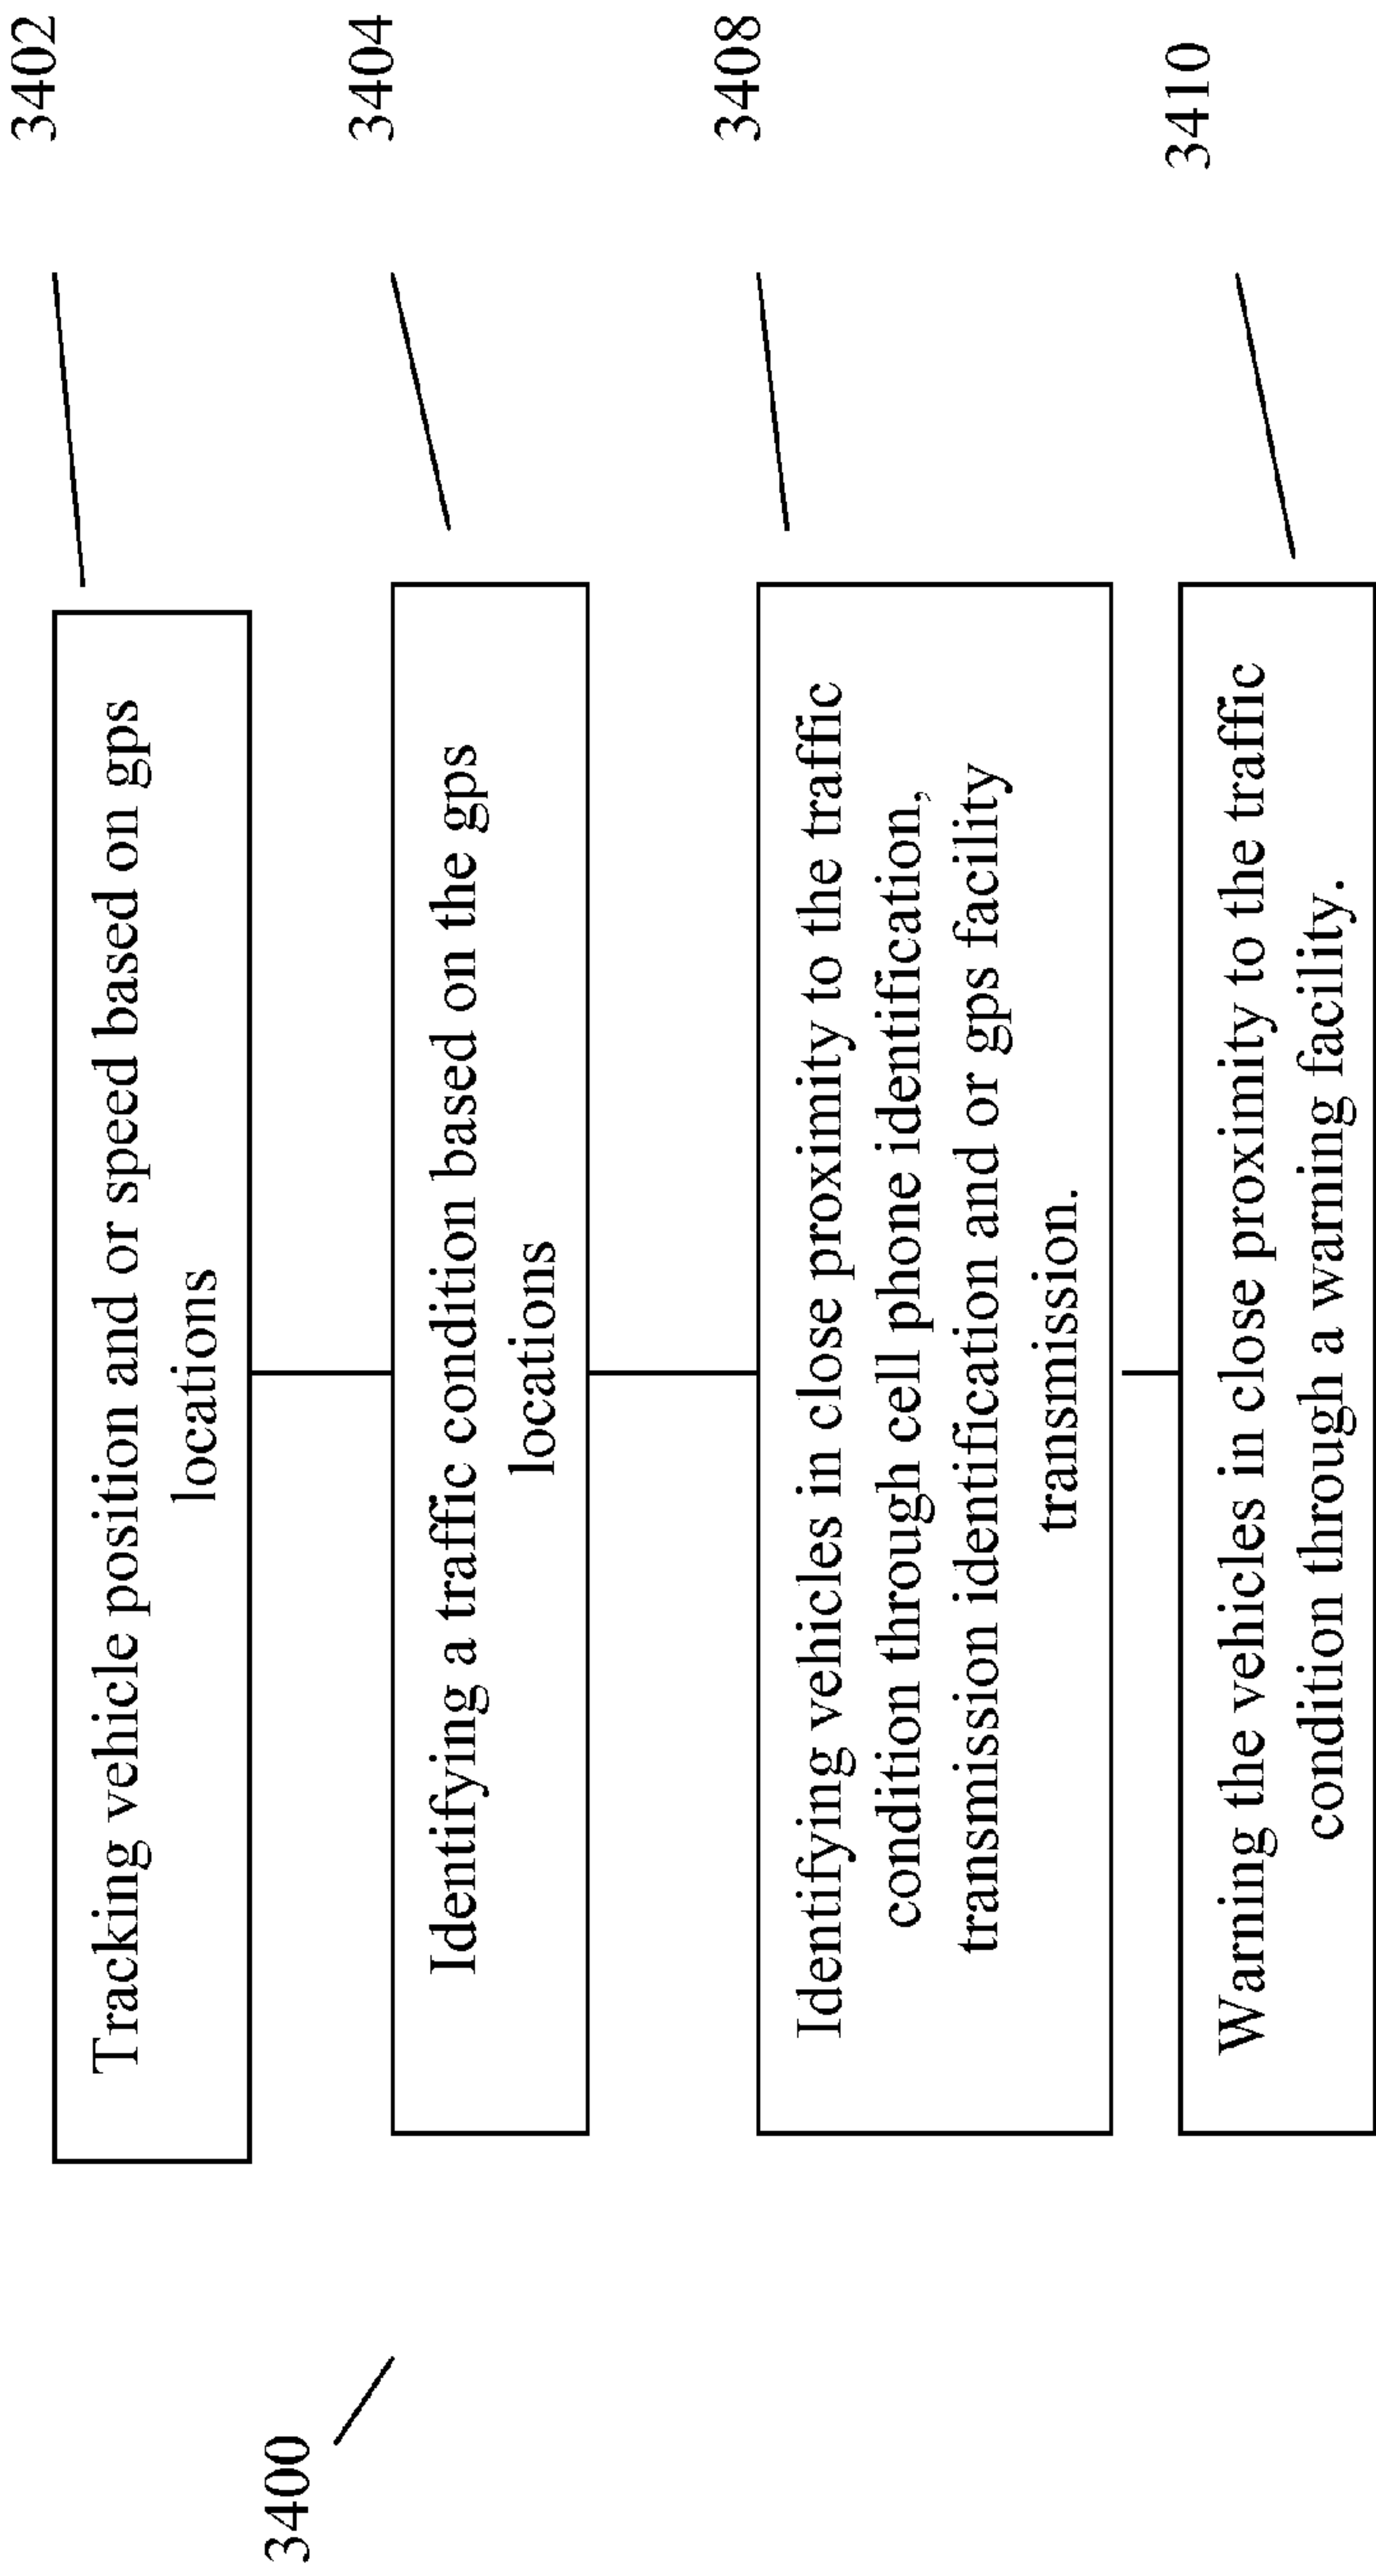 3400
3402
Tracking vehicle position and or speed based on gps
locations
3404
Identifying a traffic condition based on the gps
locations
3408
Identifying vehicles in close proximity to the traffic
condition through cell phone identification,
transmission identification and or gps facility
transmission.
3410
Warning the vehicles in close proximity to the traffic
condition through a warning facility.